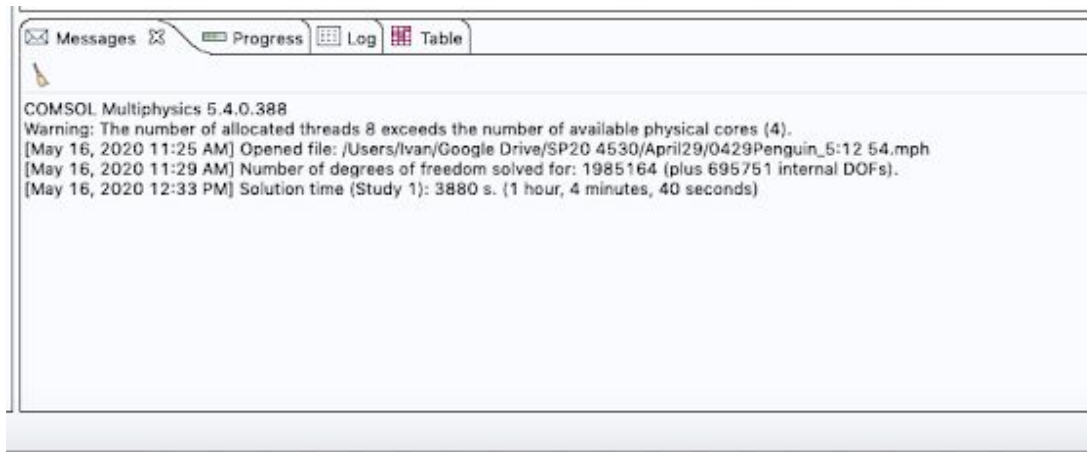 Messages Progress Log Table
COMSOL Multiphysics 5.4.0.388
Warning: The number of allocated threads 8 exceeds the number of available physical cores (4).
[May 16, 2020 11:25 AM] Opened file: /Users/Ivan/Google Drive/SP20 4530/April29/0429Penguin_5:12 54.mph
[May 16, 2020 11:29 AM] Number of degrees of freedom solved for: 1985164 (plus 695751 internal DOFs).
[May 16, 2020 12:33 PM] Solution time (Study 1): 3880 s. (1 hour, 4 minutes, 40 seconds)